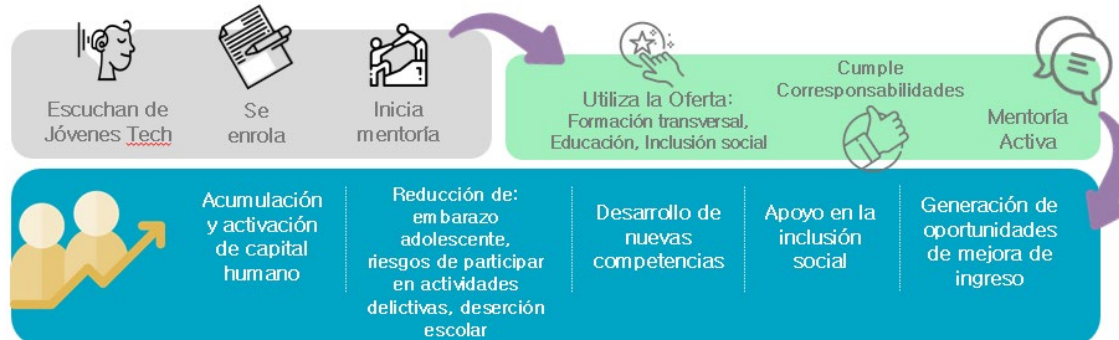 Escuchan de
Jóvenes Tech
Se
enrola
Inicia
mentoría
Utiliza la Oferta:
Formación transversal,
Educación, Inclusión social
Cumple
Corresponsabilidades
Mentoría
Activa
Acumulación
y activación
de capital
humano
Reducción de:
embarazo
adolescente,
riesgos de participar
en actividades
delictivas, deserción
escolar
Desarrollo de
nuevas
competencias
Apoyo en la
inclusión
social
Generación de
oportunidades
de mejora de
ingreso